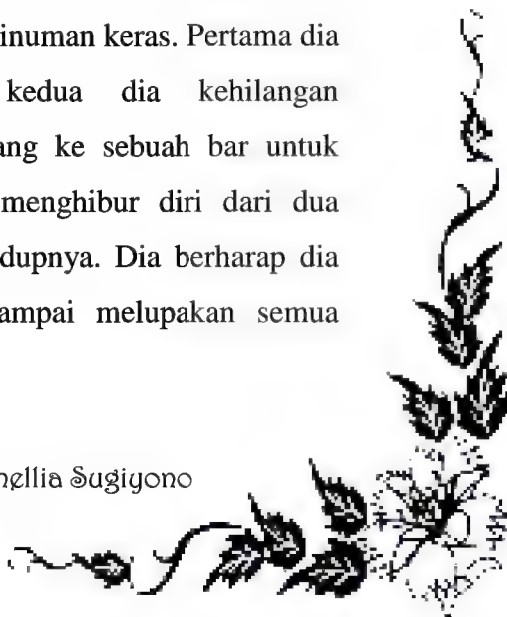 inuman keras. Pertama dia
kedua dia kehilangan
ang ke sebuah bar untuk
menghibur diri dari dua
dupnya. Dia berharap dia
ampai melupakan semua
nellia Sugiyono